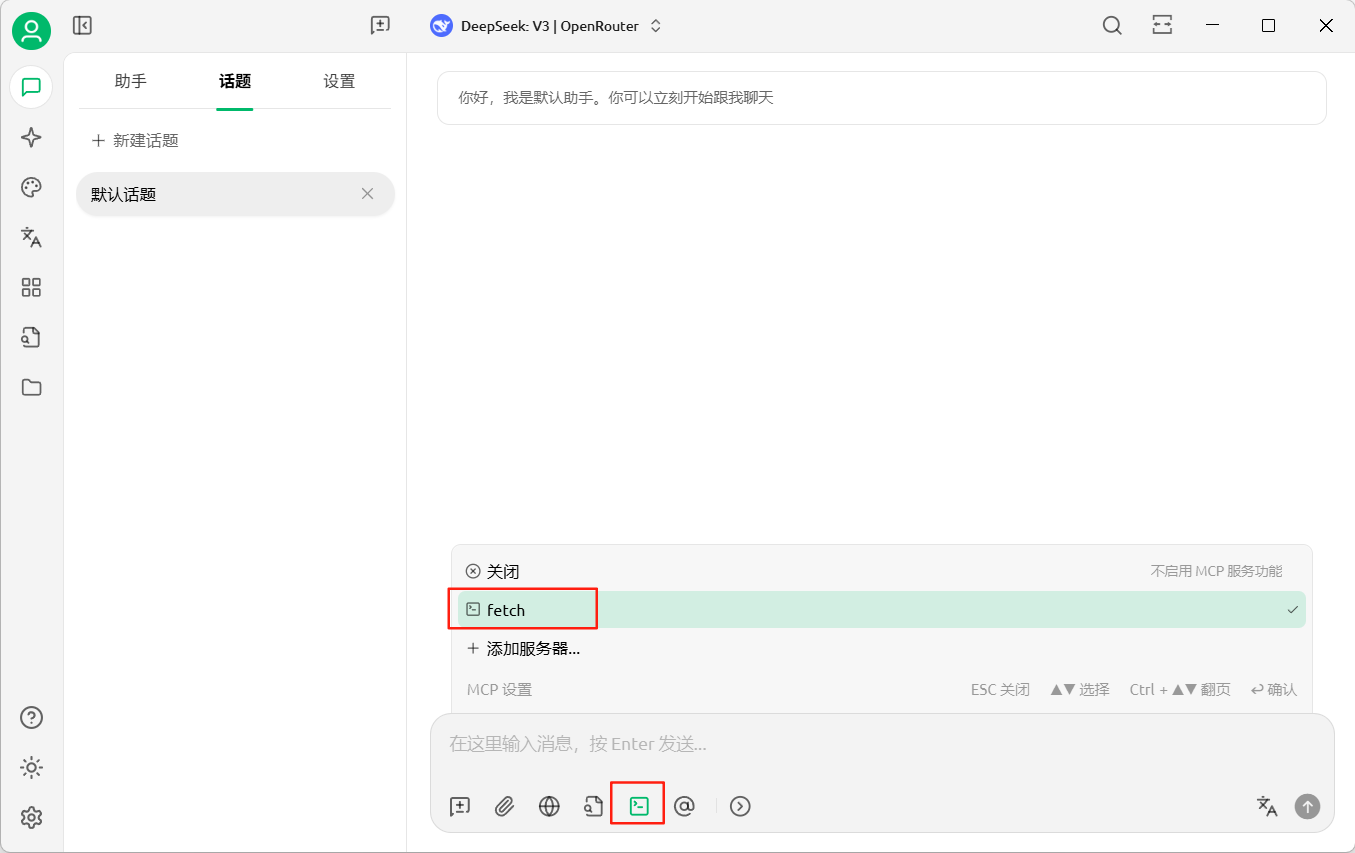 DeepSeek: V3 | OpenRouter
助手 话题 设置
新建话题
默认话题
你好，我是默认助手。你可以立刻开始跟我聊天
关闭 不启用 MCP 服务功能
fetch
添加服务器...
MCP 设置 ESC 关闭 ▲▼ 选择 Ctrl + ▲▼ 翻页 ↩ 确认
在这里输入消息，按 Enter 发送...